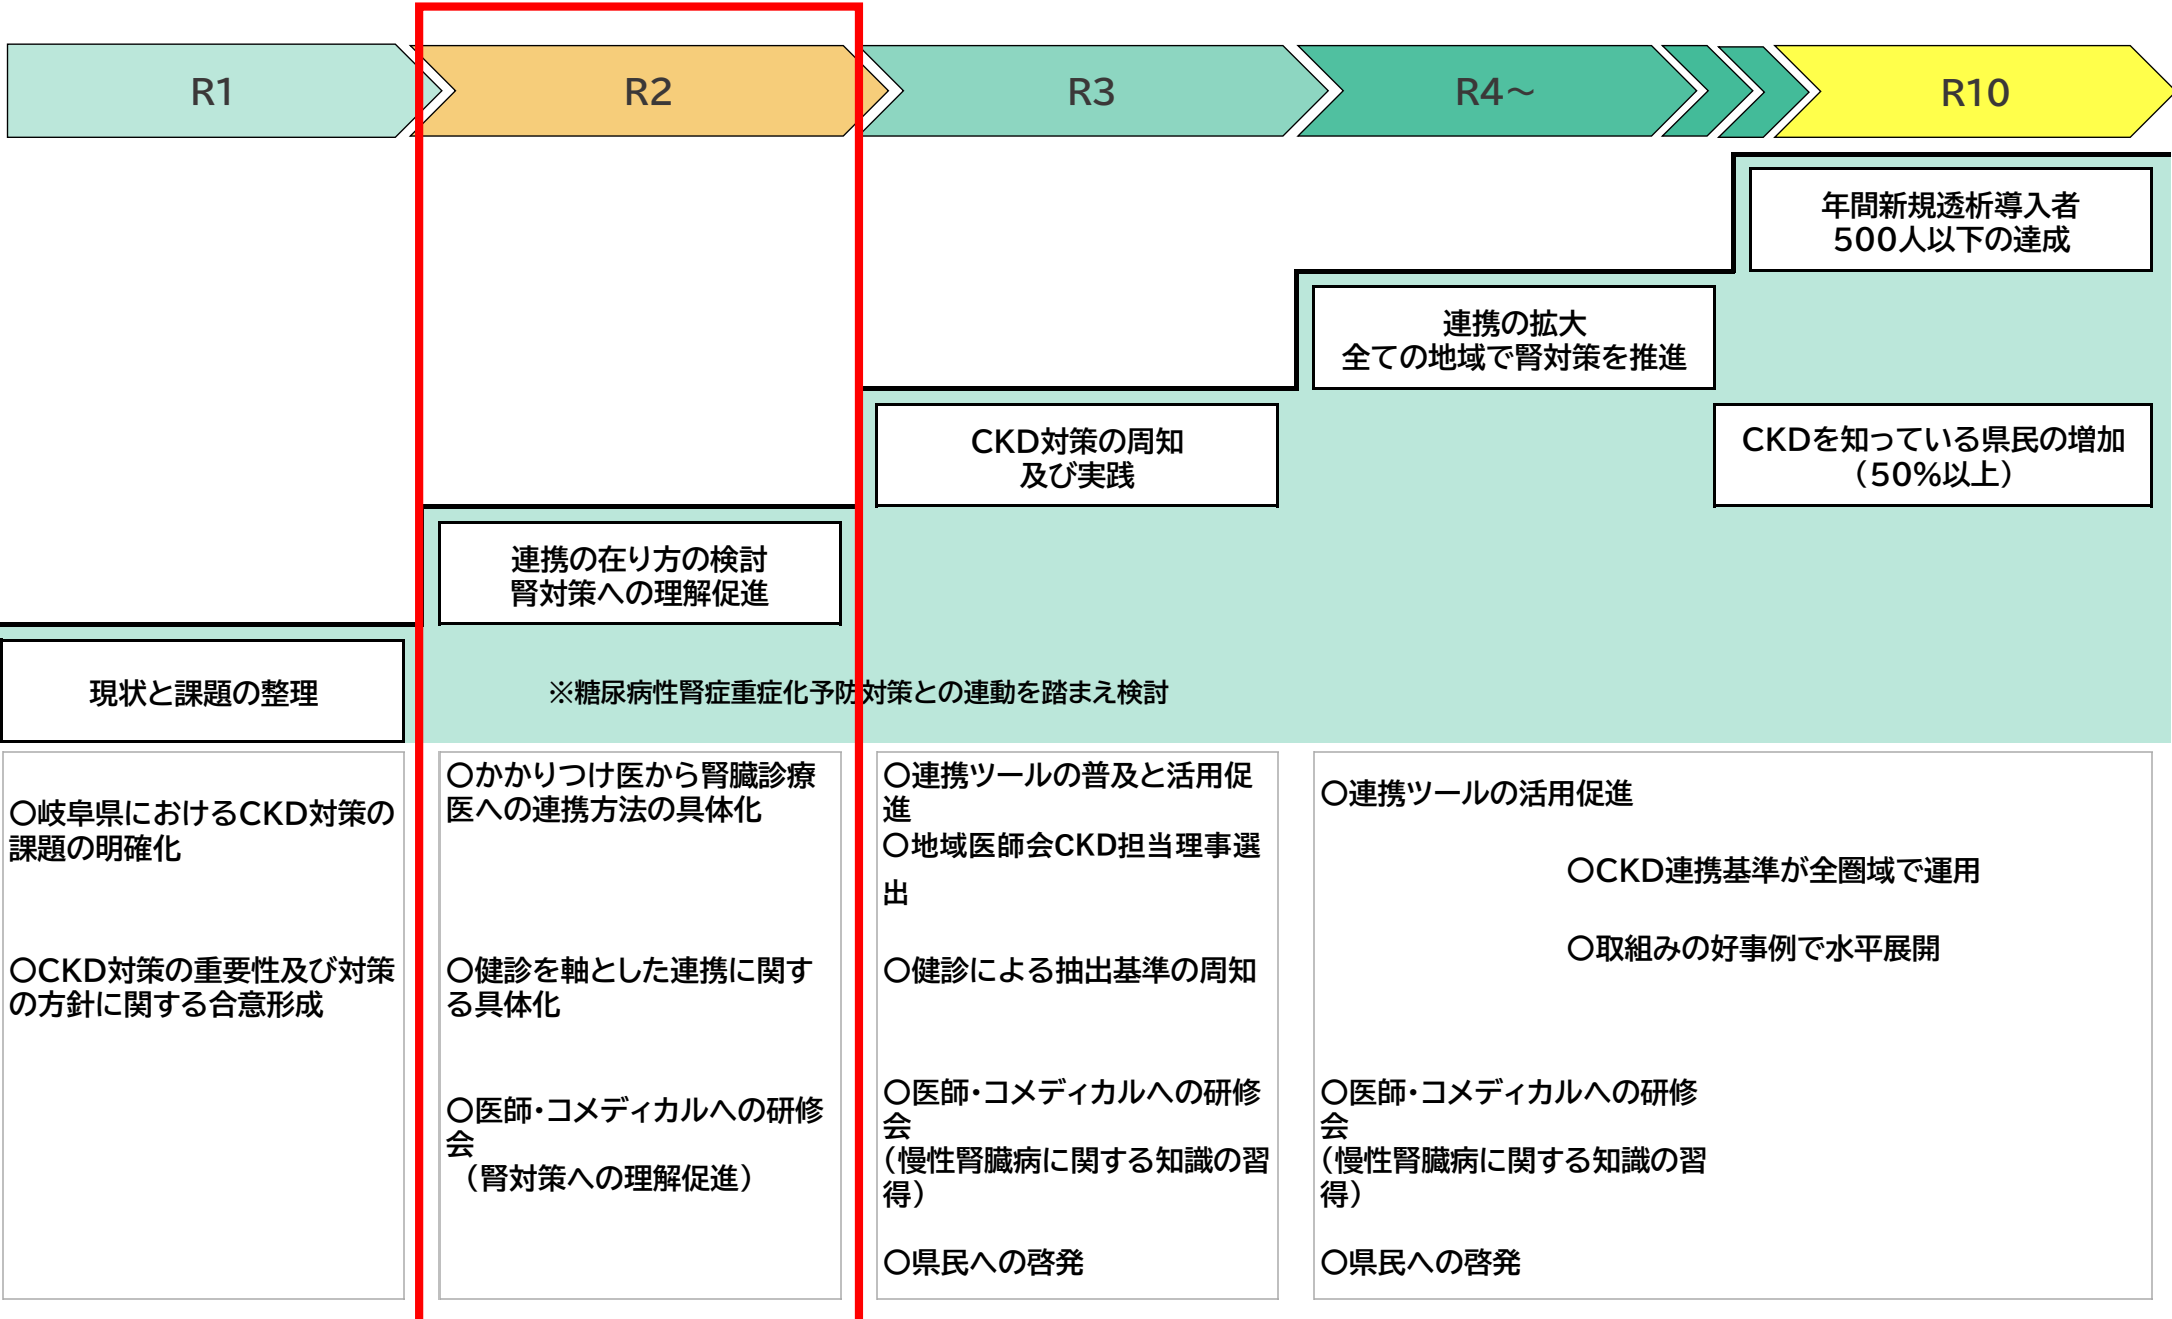 R1
R2
R3
R4～
R10
年間新規透析導入者
500人以下の達成
連携の拡大
全ての地域で腎対策を推進
CKD対策の周知
及び実践
CKDを知っている県民の増加
（50%以上）
連携の在り方の検討
腎対策への理解促進
現状と課題の整理
※糖尿病性腎症重症化予防対策との連動を踏まえ検討
〇岐阜県におけるCKD対策の
課題の明確化
〇CKD対策の重要性及び対策
の方針に関する合意形成
〇かかりつけ医から腎臓診療
医への連携方法の具体化
〇健診を軸とした連携に関す
る具体化
〇医師・コメディカルへの研修
会
（腎対策への理解促進）
〇連携ツールの普及と活用促
進
〇地域医師会CKD担当理事選
出
〇健診による抽出基準の周知
〇医師・コメディカルへの研修
会
（慢性腎臓病に関する知識の習
得）
〇県民への啓発
〇連携ツールの活用促進
〇CKD連携基準が全圏域で運用
〇取組みの好事例で水平展開
〇医師・コメディカルへの研修
会
（慢性腎臓病に関する知識の習
得）
〇県民への啓発